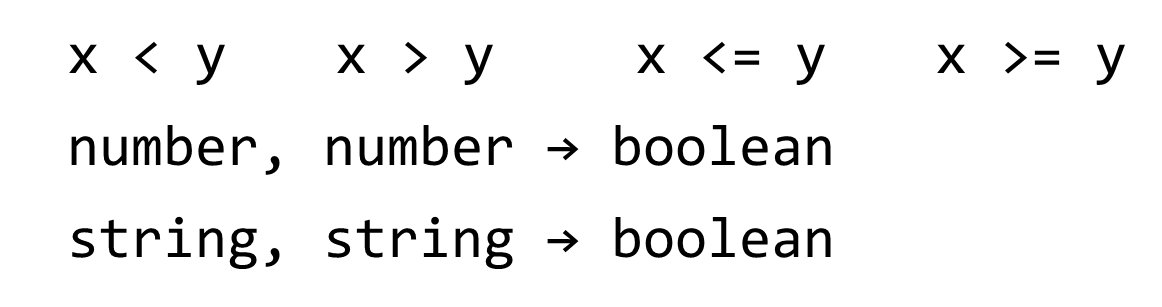 x < y x > y x <= y x >= y
number, number → boolean
string, string → boolean